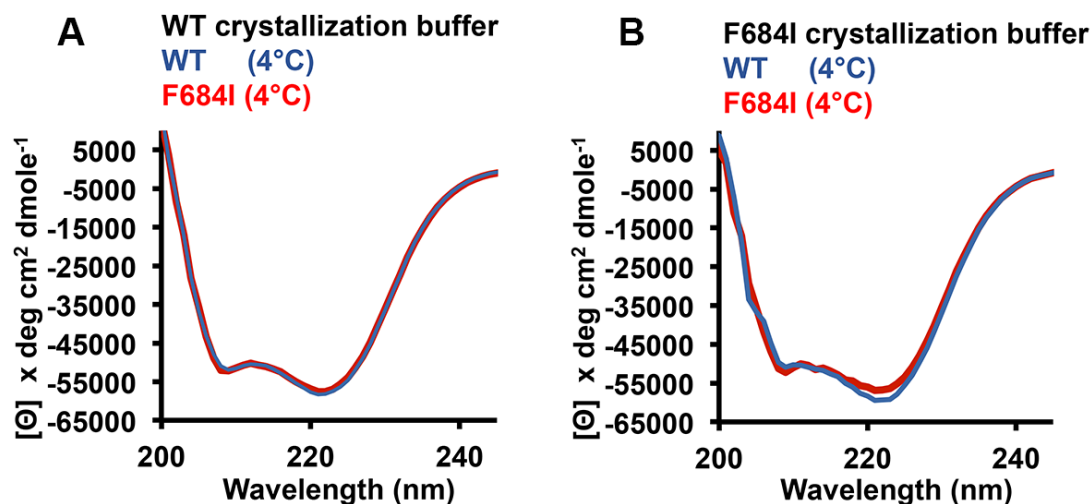 A
WT crystallization buffer
WT (4°C)
F684I (4°C)
5000
-5000
-15000
-25000
-35000
-45000
-55000
-65000
[Θ] x deg cm² dmole⁻¹
200 220 240
Wavelength (nm)
B
F684I crystallization buffer
WT (4°C)
F684I (4°C)
5000
-5000
-15000
-25000
-35000
-45000
-55000
-65000
[Θ] x deg cm² dmole⁻¹
200 220 240
Wavelength (nm)